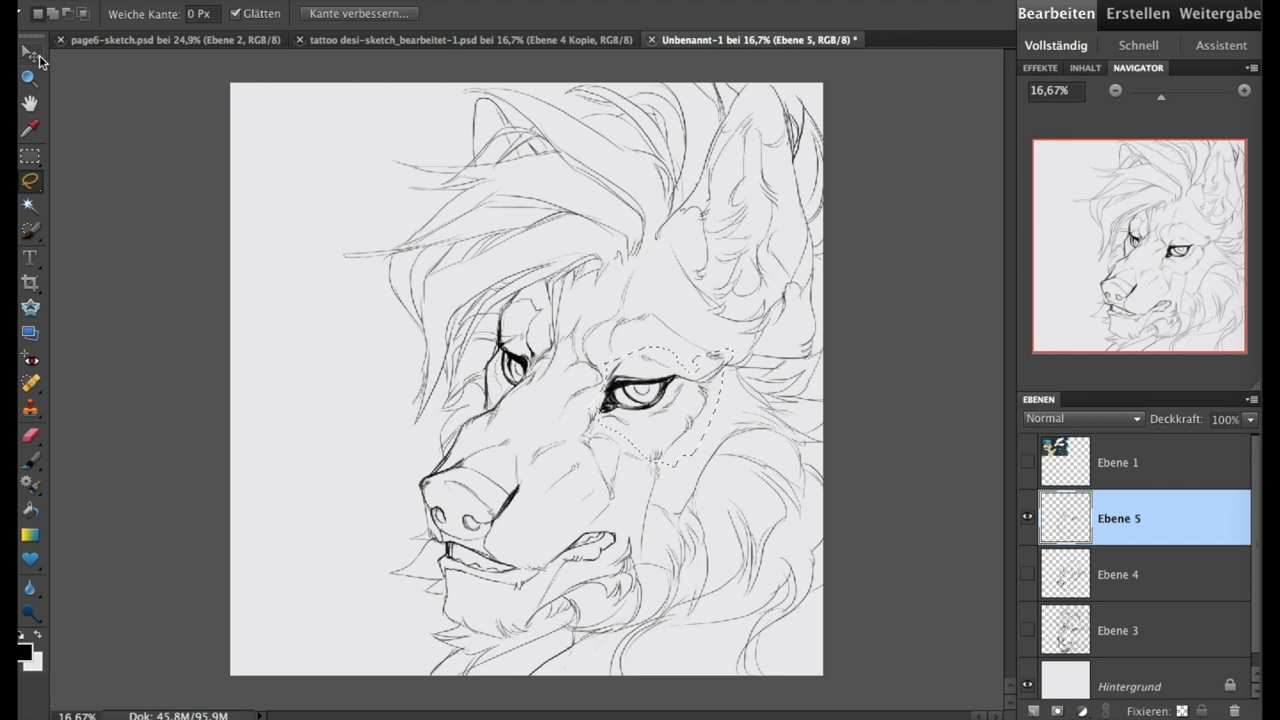 Weiche Kante: 0 Px Glätten Kante verbessern...
Bearbeiten Erstellen Weitergabe
page6-sketch.psd bei 24,9% (Ebene 2, RGB/8) tattoo desi-sketch_bearbeitet-1.psd bei 16,7% (Ebene 4 Kopie, RGB/8) Unbenannt-1 bei 16,7% (Ebene 5, RGB/8) *
Vollständig Schnell Assistent
EFFEKTE INHALT NAVIGATOR
16,67%
EBENEN
Normal Deckkraft: 100%
Ebene 1
Ebene 5
Ebene 4
Ebene 3
Hintergrund
Fixieren:
16,67% Dok: 45,8M/95,9M